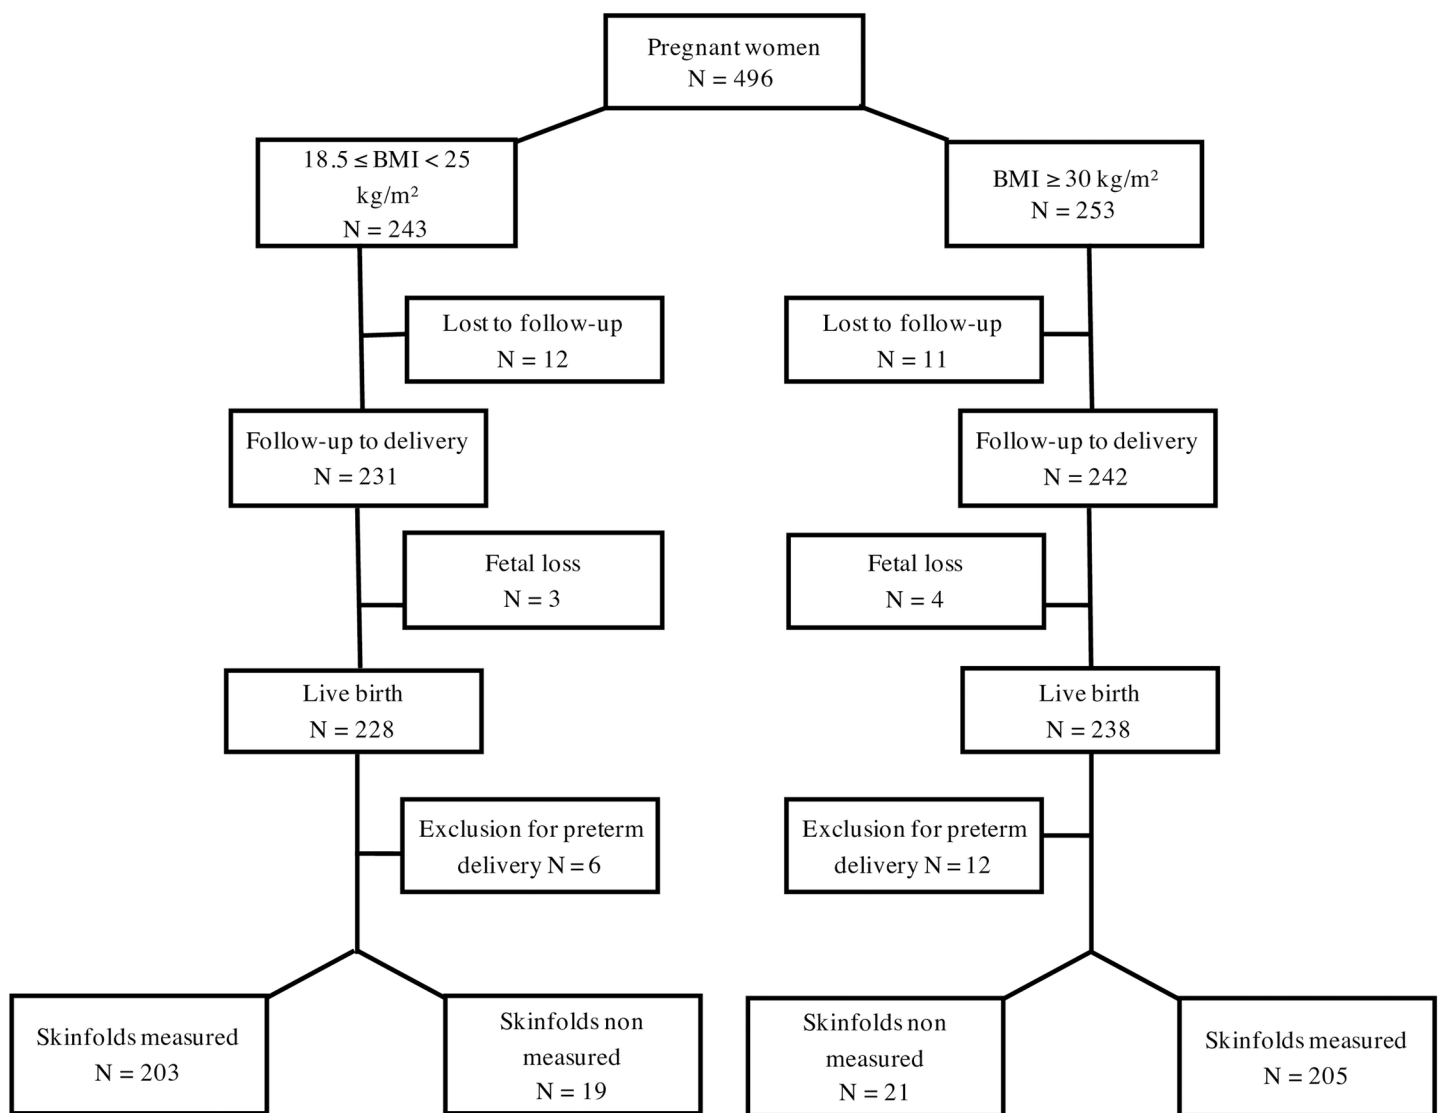 Pregnant women
N = 496
18.5 ≤ BMI < 25
kg/m²
N = 243
BMI ≥ 30 kg/m²
N = 253
Lost to follow-up
N = 12
Lost to follow-up
N = 11
Follow-up to delivery
N = 231
Follow-up to delivery
N = 242
Fetal loss
N = 3
Fetal loss
N = 4
Live birth
N = 228
Live birth
N = 238
Exclusion for preterm
delivery N = 6
Exclusion for preterm
delivery N = 12
Skinfolds measured
N = 203
Skinfolds non
measured
N = 19
Skinfolds non
measured
N = 21
Skinfolds measured
N = 205